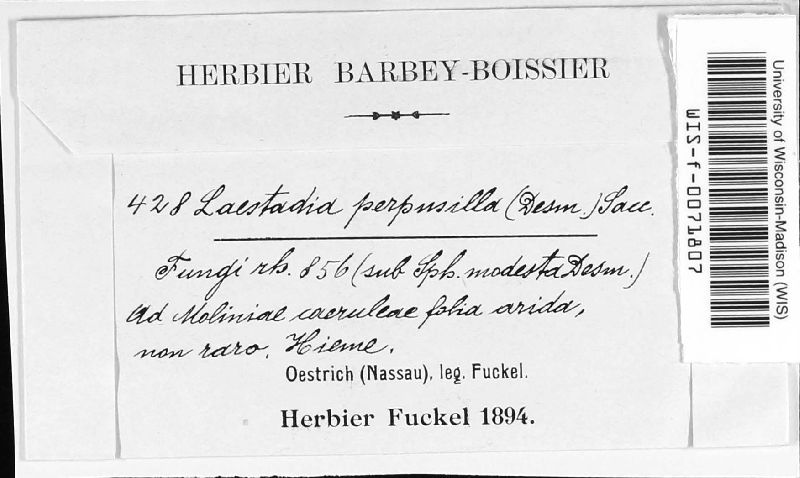 HERBIER BARBEY-BOISSIER
428 Laestadia perpusilla (Desm.) Sacc.
Fungi rh. 856 (sub Sph. modesta Desm.)
Ad Moliniae caeruleae folia arida,
non raro. Hieme.
Oestrich (Nassau), leg. Fuckel.
Herbier Fuckel 1894.
University of Wisconsin-Madison (WIS)
WIS-f-0071807